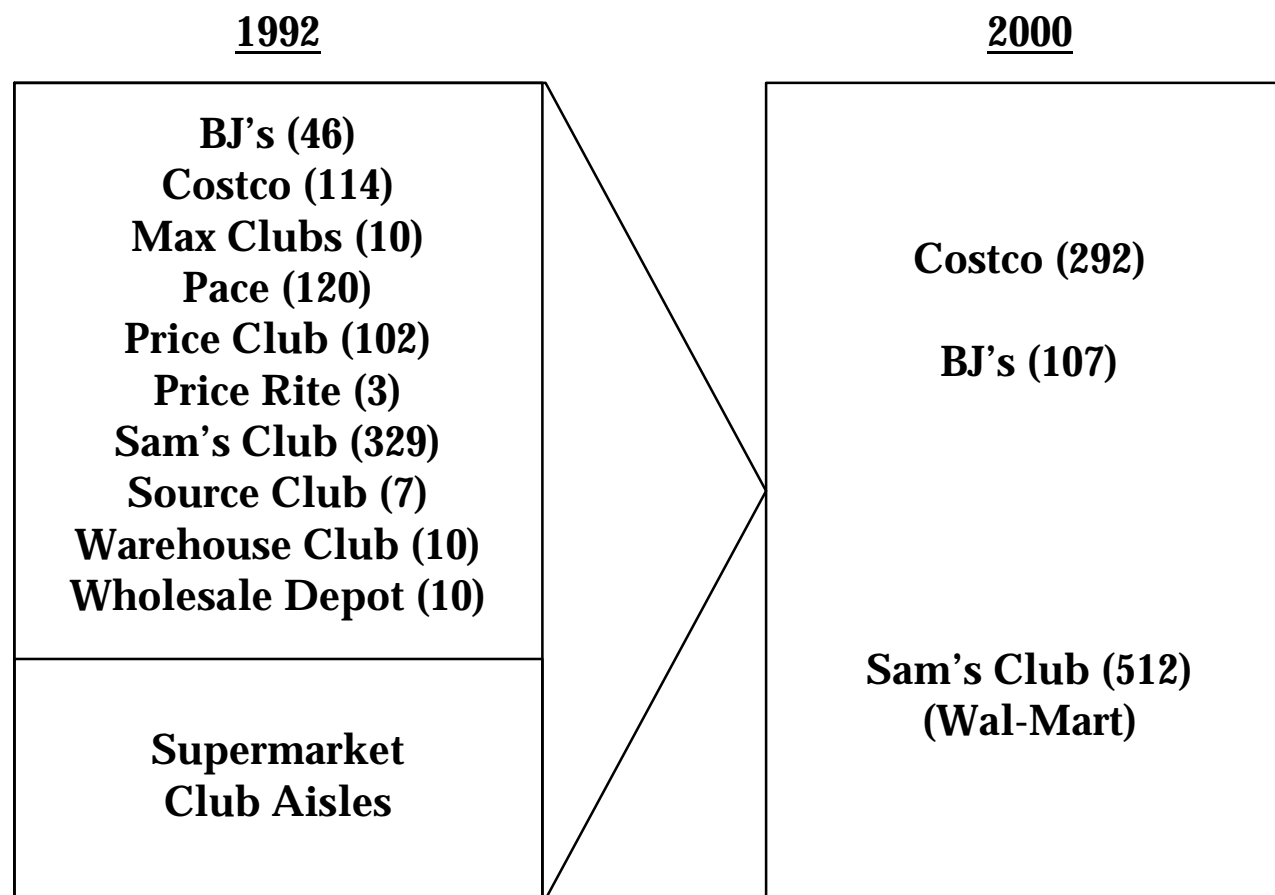 1992
BJ's (46)
Costco (114)
Max Clubs (10)
Pace (120)
Price Club (102)
Price Rite (3)
Sam's Club (329)
Source Club (7)
Warehouse Club (10)
Wholesale Depot (10)
Supermarket
Club Aisles
2000
Costco (292)
BJ's (107)
Sam's Club (512)
(Wal-Mart)